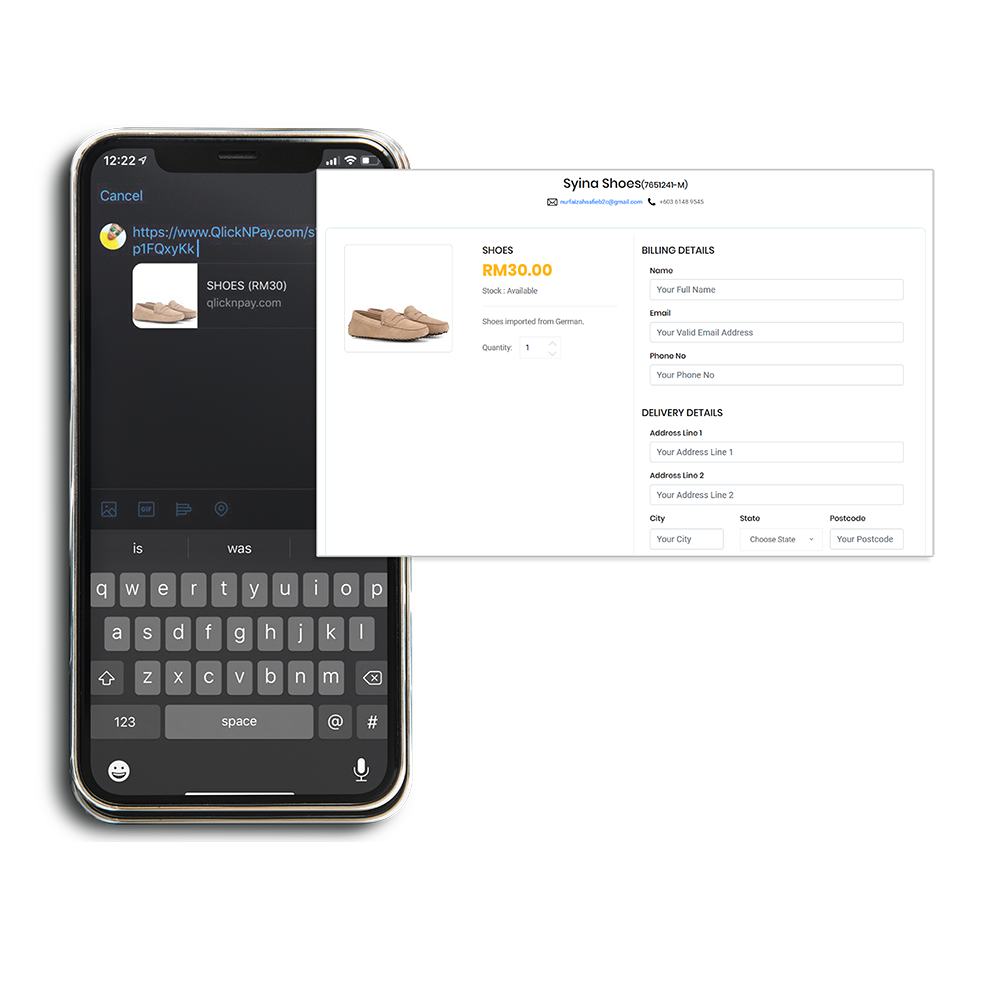 12:22
Cancel
https://www.QlickNPay.com/s
p1FQxyKk
SHOES (RM30)
qlicknpay.com
GIF
is
was
q w e r t y u i o p
a s d f g h j k l
z x c v b n m
123
space
@
#
Syina Shoes(7651241-M)
nurfaizahsafieb2c@gmail.com
+603 6148 9545
SHOES
RM30.00
Stock : Available
Shoes imported from German.
Quantity: 1
BILLING DETAILS
Name
Your Full Name
Email
Your Valid Email Address
Phone No
Your Phone No
DELIVERY DETAILS
Address Line 1
Your Address Line 1
Address Line 2
Your Address Line 2
City State Postcode
Your City Choose State Your Postcode